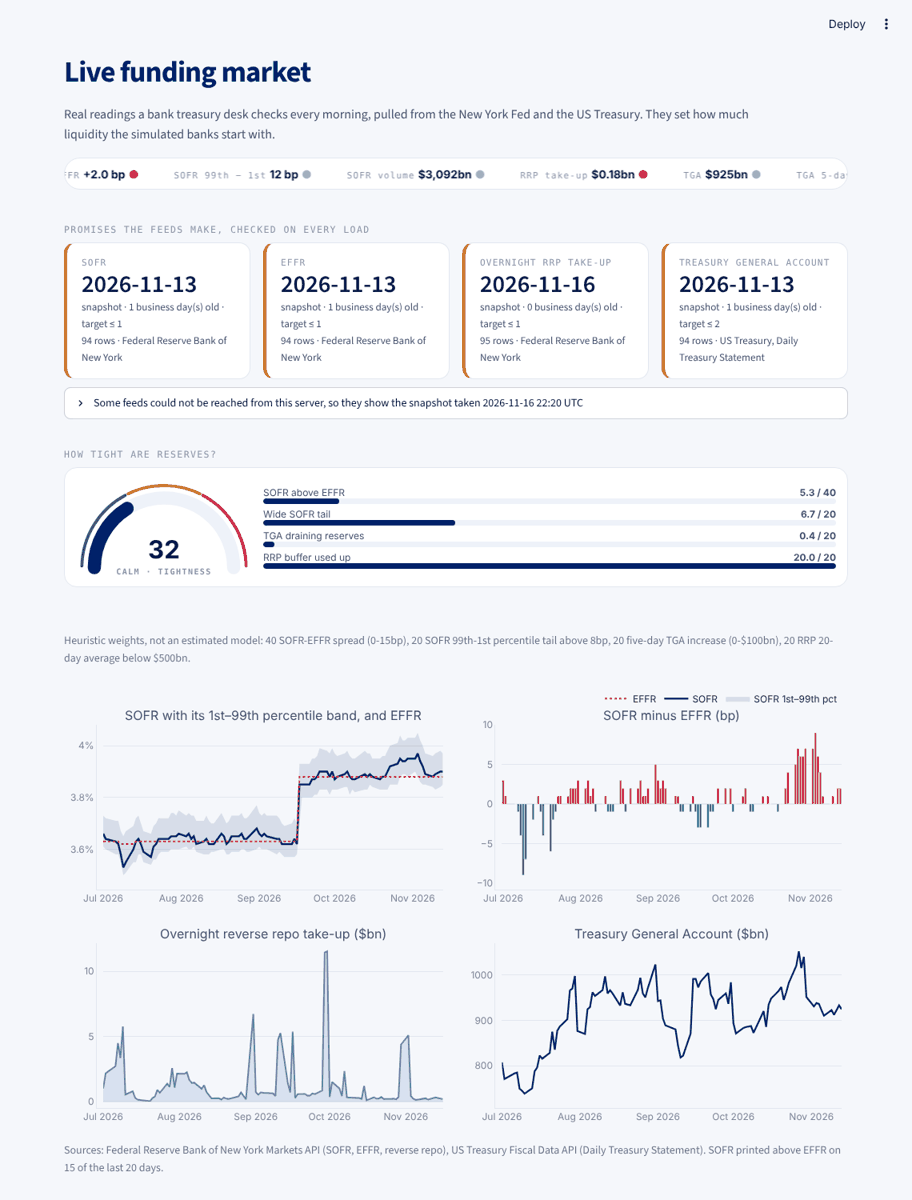 Deploy
Live funding market
Real readings a bank treasury desk checks every morning, pulled from the New York Fed and the US Treasury. They set how much
liquidity the simulated banks start with.
+2.0 bp SOFR 99th − 1st 12 bp SOFR volume $3,092bn RRP take-up $0.18bn TGA $925bn TGA
PROMISES THE FEEDS MAKE, CHECKED ON EVERY LOAD
SOFR
2026-11-13
snapshot · 1 business day(s) old ·
target ≤ 1
94 rows · Federal Reserve Bank of
New York
EFFR
2026-11-13
snapshot · 1 business day(s) old ·
target ≤ 1
94 rows · Federal Reserve Bank of
New York
OVERNIGHT RRP TAKE-UP
2026-11-16
snapshot · 0 business day(s) old ·
target ≤ 1
95 rows · Federal Reserve Bank of
New York
TREASURY GENERAL ACCOUNT
2026-11-13
snapshot · 1 business day(s) old ·
target ≤ 2
94 rows · US Treasury, Daily
Treasury Statement
Some feeds could not be reached from this server, so they show the snapshot taken 2026-11-16 22:20 UTC
HOW TIGHT ARE RESERVES?
32
CALM · TIGHTNESS
SOFR above EFFR 5.3 / 40
Wide SOFR tail 6.7 / 20
TGA draining reserves 0.4 / 20
RRP buffer used up 20.0 / 20
Heuristic weights, not an estimated model: 40 SOFR-EFFR spread (0-15bp), 20 SOFR 99th-1st percentile tail above 8bp, 20 five-day TGA increase (0-$100bn), 20 RRP 20-
day average below $500bn.
EFFR SOFR SOFR 1st–99th pct
SOFR with its 1st–99th percentile band, and EFFR
4%
3.8%
3.6%
Jul 2026 Aug 2026 Sep 2026 Oct 2026 Nov 2026
SOFR minus EFFR (bp)
10
5
0
−5
−10
Jul 2026 Aug 2026 Sep 2026 Oct 2026 Nov 2026
Overnight reverse repo take-up ($bn)
10
5
0
Jul 2026 Aug 2026 Sep 2026 Oct 2026 Nov 2026
Treasury General Account ($bn)
1000
900
800
Jul 2026 Aug 2026 Sep 2026 Oct 2026 Nov 2026
Sources: Federal Reserve Bank of New York Markets API (SOFR, EFFR, reverse repo), US Treasury Fiscal Data API (Daily Treasury Statement). SOFR printed above EFFR on
15 of the last 20 days.